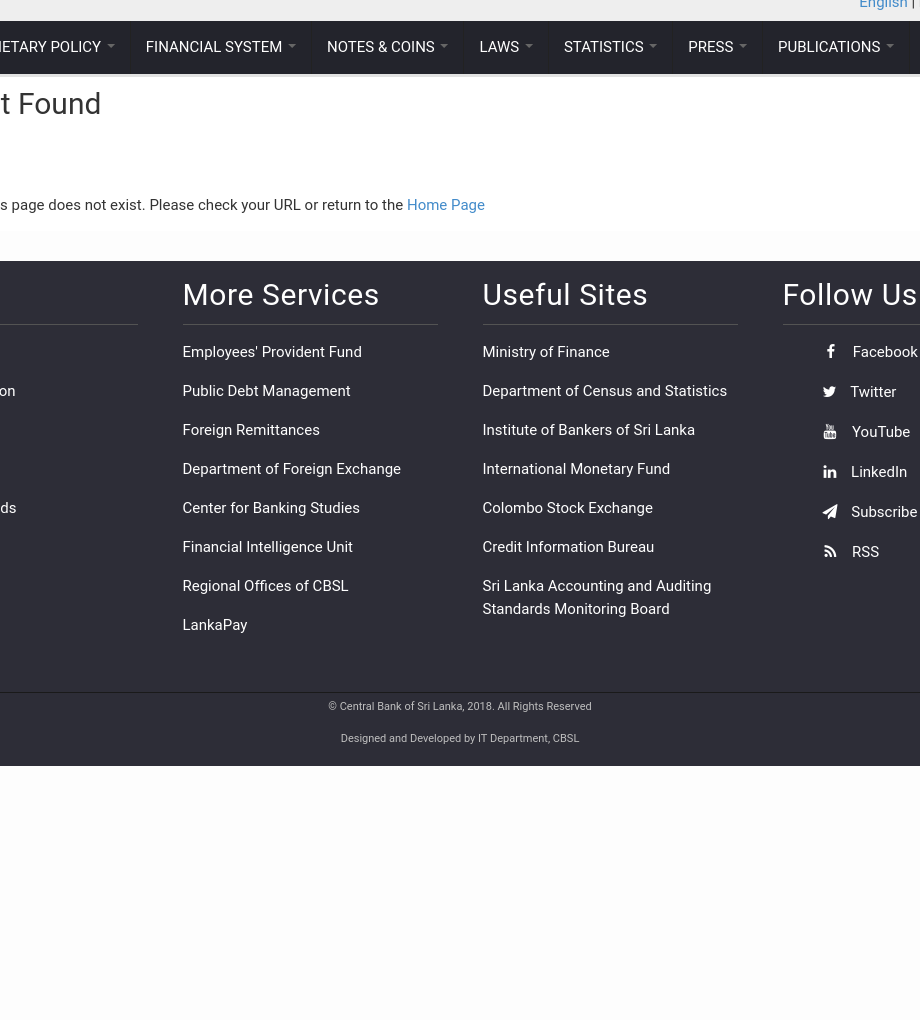 English |
ETARY POLICY
FINANCIAL SYSTEM
NOTES & COINS
LAWS
STATISTICS
PRESS
PUBLICATIONS
t Found
s page does not exist. Please check your URL or return to the Home Page
on
ds
More Services
Employees' Provident Fund
Public Debt Management
Foreign Remittances
Department of Foreign Exchange
Center for Banking Studies
Financial Intelligence Unit
Regional Offices of CBSL
LankaPay
Useful Sites
Ministry of Finance
Department of Census and Statistics
Institute of Bankers of Sri Lanka
International Monetary Fund
Colombo Stock Exchange
Credit Information Bureau
Sri Lanka Accounting and Auditing
Standards Monitoring Board
Follow Us
Facebook
Twitter
YouTube
LinkedIn
Subscribe
RSS
© Central Bank of Sri Lanka, 2018. All Rights Reserved
Designed and Developed by IT Department, CBSL